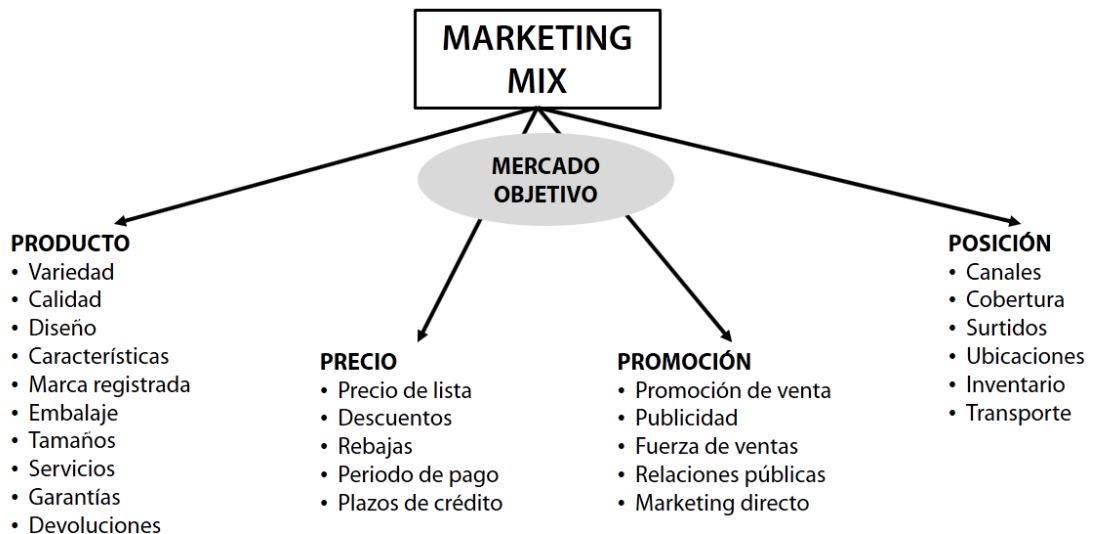 MARKETING
MIX
MERCADO
OBJETIVO
PRODUCTO
• Variedad
• Calidad
• Diseño
• Características
• Marca registrada
• Embalaje
• Tamaños
• Servicios
• Garantías
• Devoluciones
PRECIO
• Precio de lista
• Descuentos
• Rebajas
• Periodo de pago
• Plazos de crédito
PROMOCIÓN
• Promoción de venta
• Publicidad
• Fuerza de ventas
• Relaciones públicas
• Marketing directo
POSICIÓN
• Canales
• Cobertura
• Surtidos
• Ubicaciones
• Inventario
• Transporte